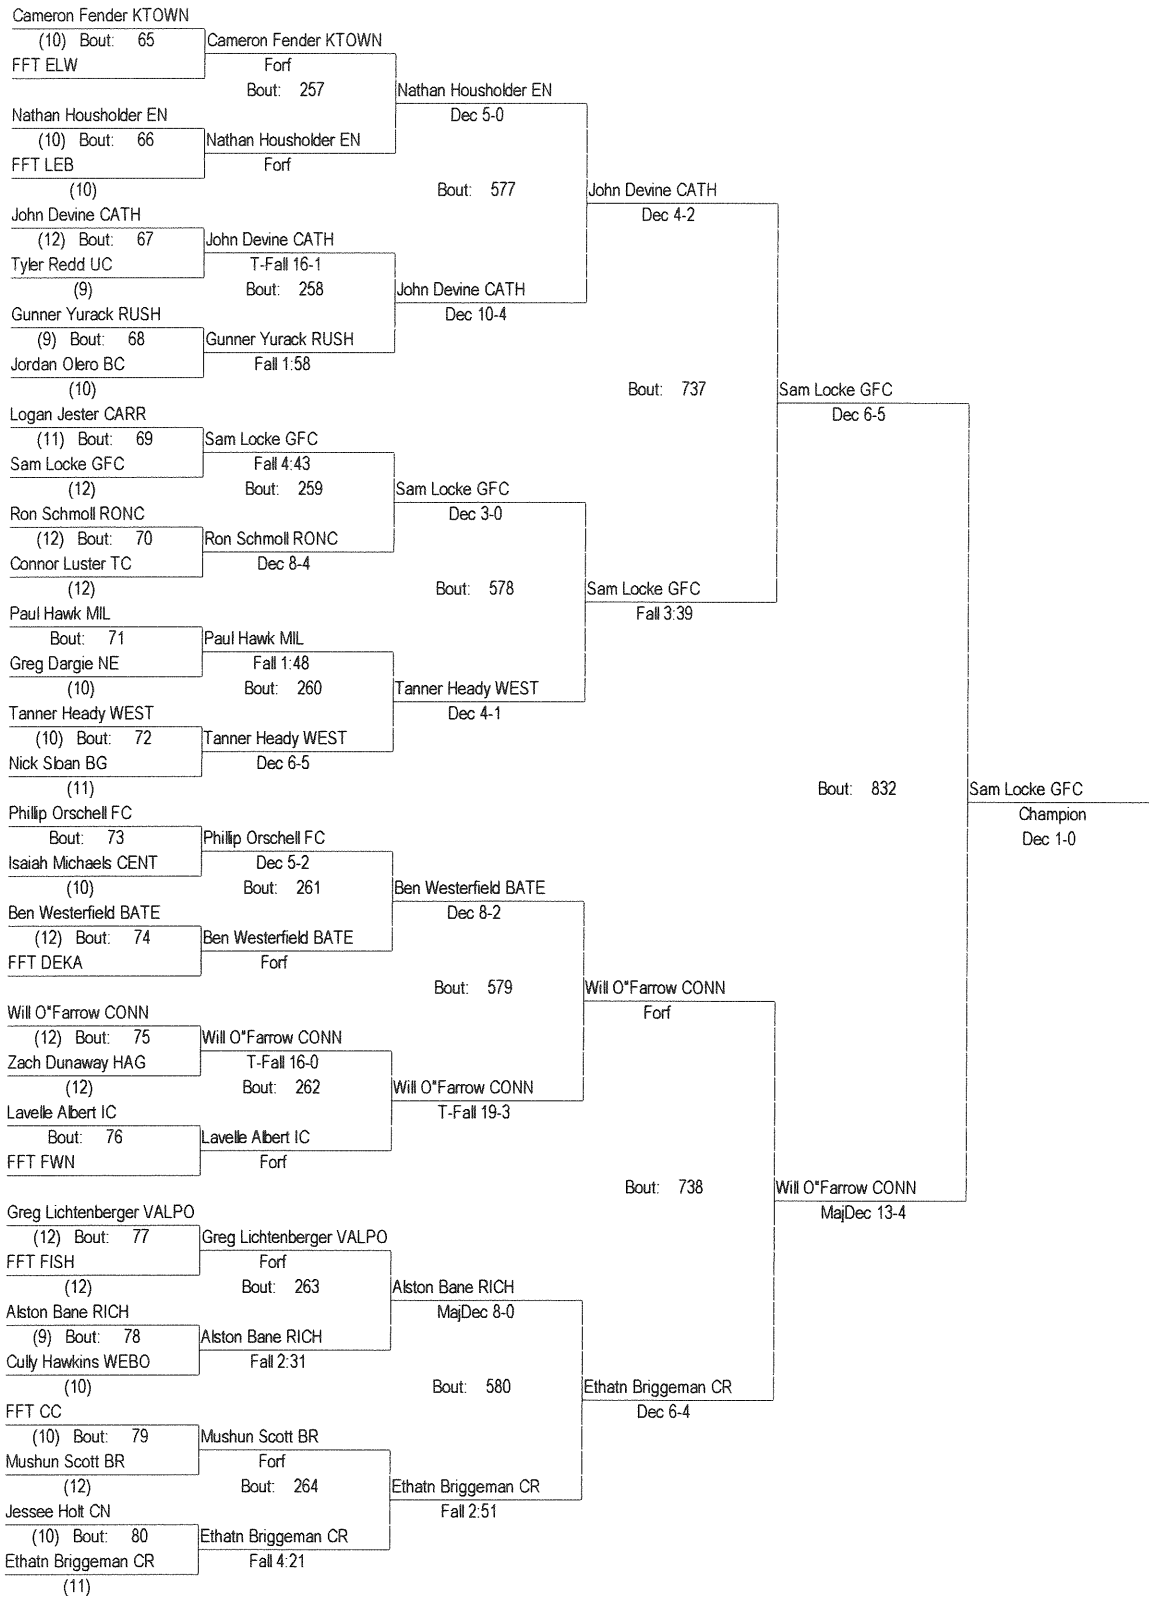 Cameron Fender KTOWN
(10) Bout: 65
Cameron Fender KTOWN
FFT ELW
Forf
Bout: 257
Nathan Housholder EN
Nathan Housholder EN
Dec 5-0
(10) Bout: 66
Nathan Housholder EN
FFT LEB
Forf
(10)
Bout: 577
John Devine CATH
John Devine CATH
Dec 4-2
(12) Bout: 67
John Devine CATH
Tyler Redd UC
T-Fall 16-1
(9)
Bout: 258
John Devine CATH
Gunner Yurack RUSH
Dec 10-4
(9) Bout: 68
Gunner Yurack RUSH
Jordan Olero BC
Fall 1:58
(10)
Bout: 737
Sam Locke GFC
Logan Jester CARR
Dec 6-5
(11) Bout: 69
Sam Locke GFC
Sam Locke GFC
Fall 4:43
(12)
Bout: 259
Sam Locke GFC
Ron Schmoll RONC
Dec 3-0
(12) Bout: 70
Ron Schmoll RONC
Connor Luster TC
Dec 8-4
(12)
Bout: 578
Sam Locke GFC
Paul Hawk MIL
Fall 3:39
Bout: 71
Paul Hawk MIL
Greg Dargie NE
Fall 1:48
(10)
Bout: 260
Tanner Heady WEST
Tanner Heady WEST
Dec 4-1
(10) Bout: 72
Tanner Heady WEST
Nick Sloan BG
Dec 6-5
(11)
Bout: 832
Sam Locke GFC
Phillip Orschell FC
Champion
Bout: 73
Phillip Orschell FC
Dec 1-0
Isaiah Michaels CENT
Dec 5-2
(10)
Bout: 261
Ben Westerfield BATE
Ben Westerfield BATE
Dec 8-2
(12) Bout: 74
Ben Westerfield BATE
FFT DEKA
Forf
Bout: 579
Will O"Farrow CONN
Will O"Farrow CONN
Forf
(12) Bout: 75
Will O"Farrow CONN
Zach Dunaway HAG
T-Fall 16-0
(12)
Bout: 262
Will O"Farrow CONN
Lavelle Albert IC
T-Fall 19-3
Bout: 76
Lavelle Albert IC
FFT FWN
Forf
Bout: 738
Will O"Farrow CONN
Greg Lichtenberger VALPO
MajDec 13-4
(12) Bout: 77
Greg Lichtenberger VALPO
FFT FISH
Forf
(12)
Bout: 263
Alston Bane RICH
Alston Bane RICH
MajDec 8-0
(9) Bout: 78
Alston Bane RICH
Cully Hawkins WEBO
Fall 2:31
(10)
Bout: 580
Ethatn Briggeman CR
FFT CC
Dec 6-4
(10) Bout: 79
Mushun Scott BR
Mushun Scott BR
Forf
(12)
Bout: 264
Ethatn Briggeman CR
Jessee Holt CN
Fall 2:51
(10) Bout: 80
Ethatn Briggeman CR
Ethatn Briggeman CR
Fall 4:21
(11)